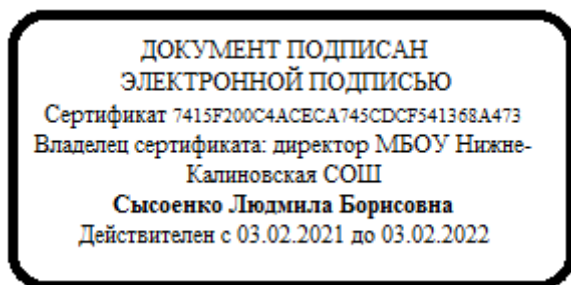 ДОКУМЕНТ ПОДПИСАН
ЭЛЕКТРОННОЙ ПОДПИСЬЮ
Сертификат 7415F200C4ACECA745CDCF541368A473
Владелец сертификата: директор МБОУ Нижне-
Калиновская СОШ
Сысоенко Людмила Борисовна
Действителен с 03.02.2021 до 03.02.2022